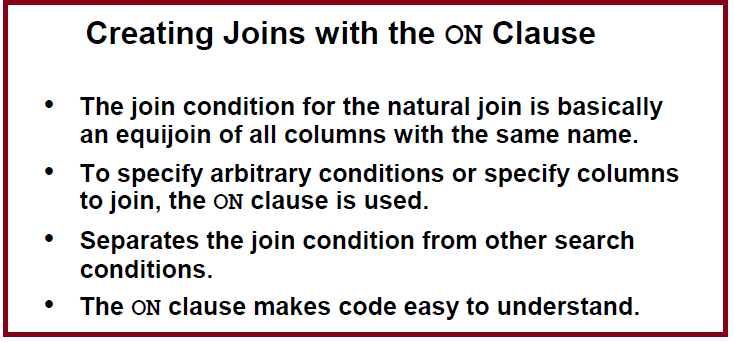 Creating Joins with the ON Clause
• The join condition for the natural join is basically
an equijoin of all columns with the same name.
• To specify arbitrary conditions or specify columns
to join, the ON clause is used.
• Separates the join condition from other search
conditions.
• The ON clause makes code easy to understand.